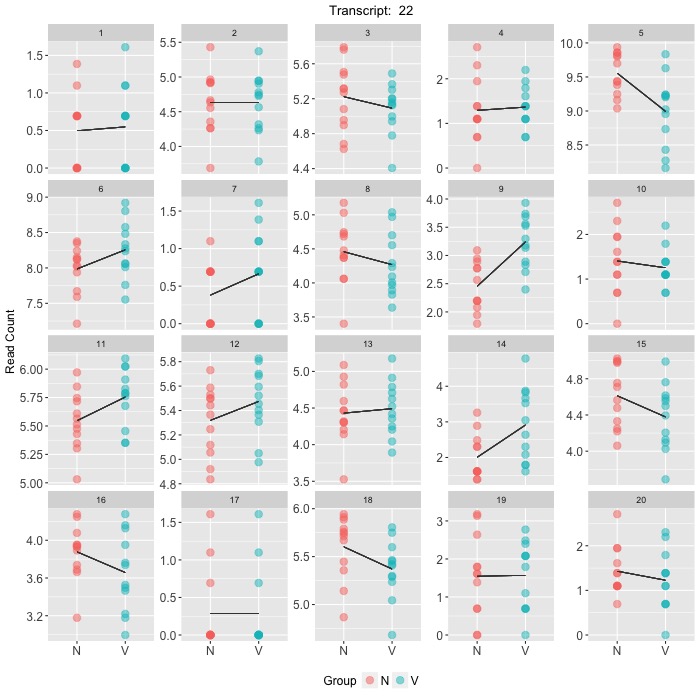 Transcript: 22
1 2 3 4 5
1.5 1.0 0.5 0.0
5.5 5.0 4.5 4.0
5.6 5.2 4.8 4.4
2 1 0
10.0 9.5 9.0 8.5
6 7 8 9 10
9.0 8.5 8.0 7.5
1.5 1.0 0.5 0.0
5.0 4.5 4.0 3.5
4.0 3.5 3.0 2.5 2.0
2 1 0
Read Count
11 12 13 14 15
6.00 5.75 5.50 5.25 5.00
5.8 5.6 5.4 5.2 5.0 4.8
5.0 4.5 4.0 3.5
4 3 2
4.8 4.4 4.0
16 17 18 19 20
4.0 3.6 3.2
1.5 1.0 0.5 0.0
6.0 5.5 5.0
3 2 1 0
2 1 0
N V N V N V N V N V
Group N V